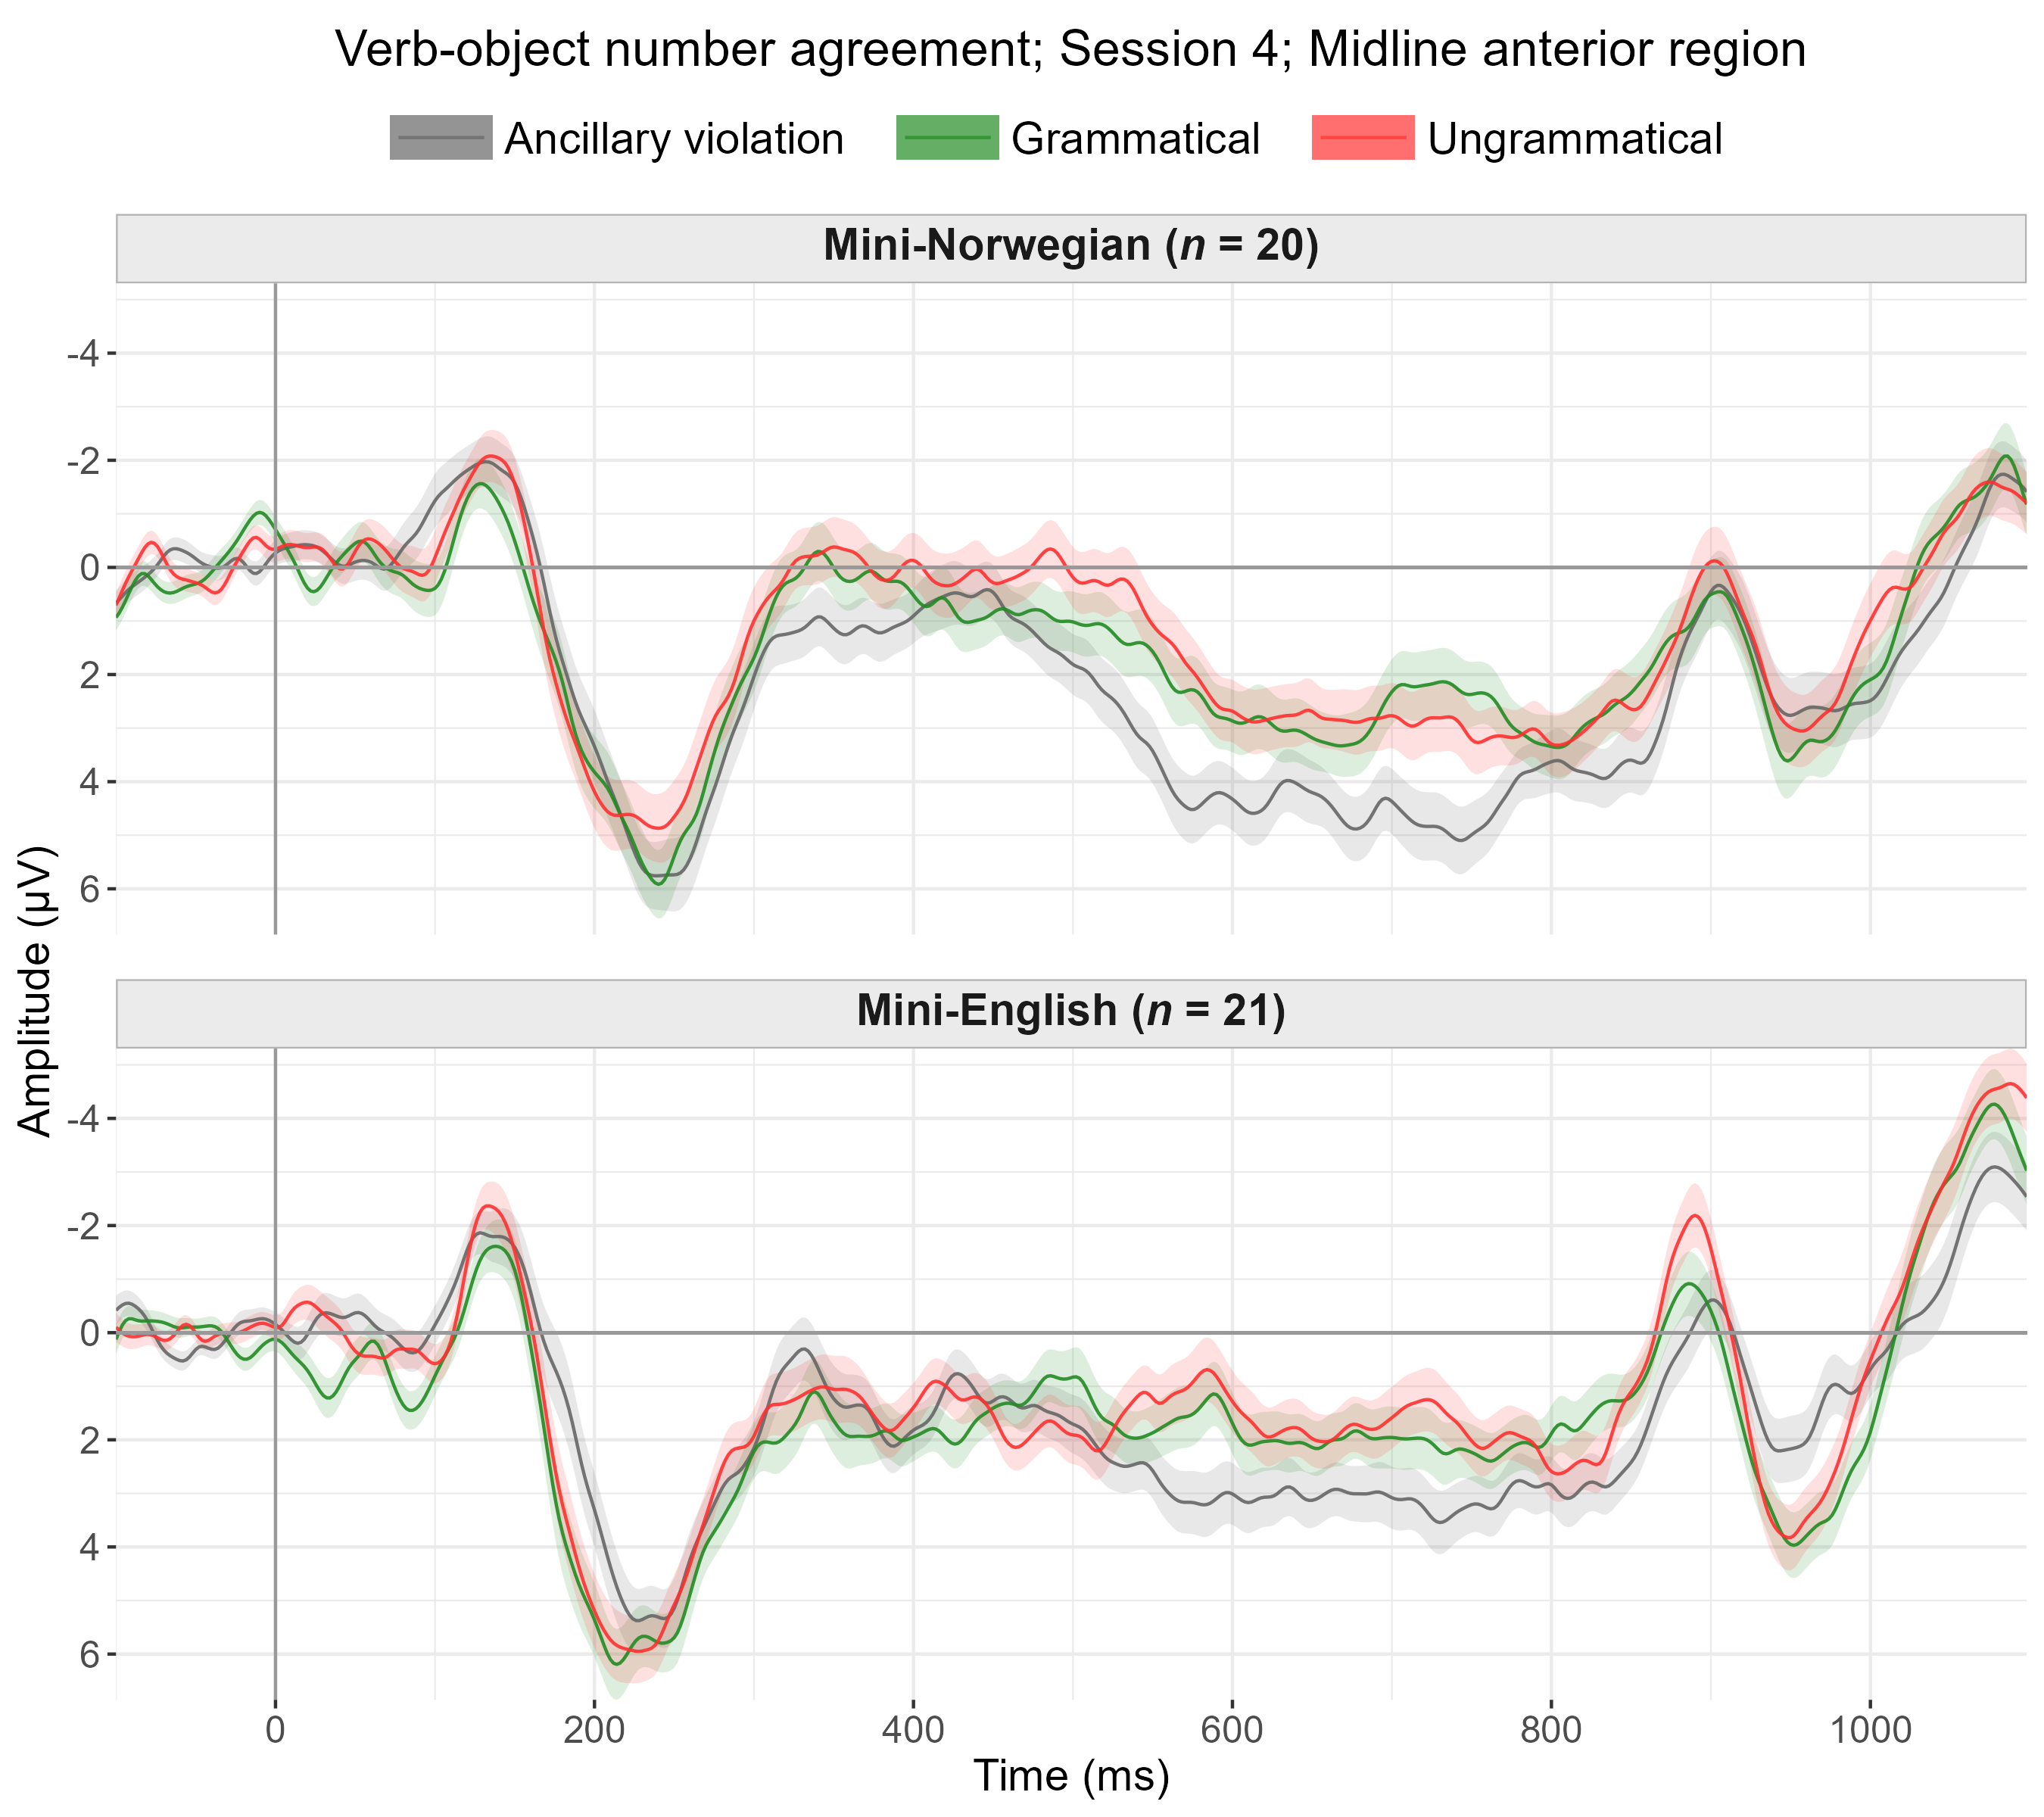 Verb-object number agreement; Session 4; Midline anterior region
Ancillary violation Grammatical Ungrammatical
Mini-Norwegian (n = 20)
-4
-2
0
2
4
6
Mini-English (n = 21)
-4
-2
0
2
4
6
Amplitude (µV)
0 200 400 600 800 1000
Time (ms)